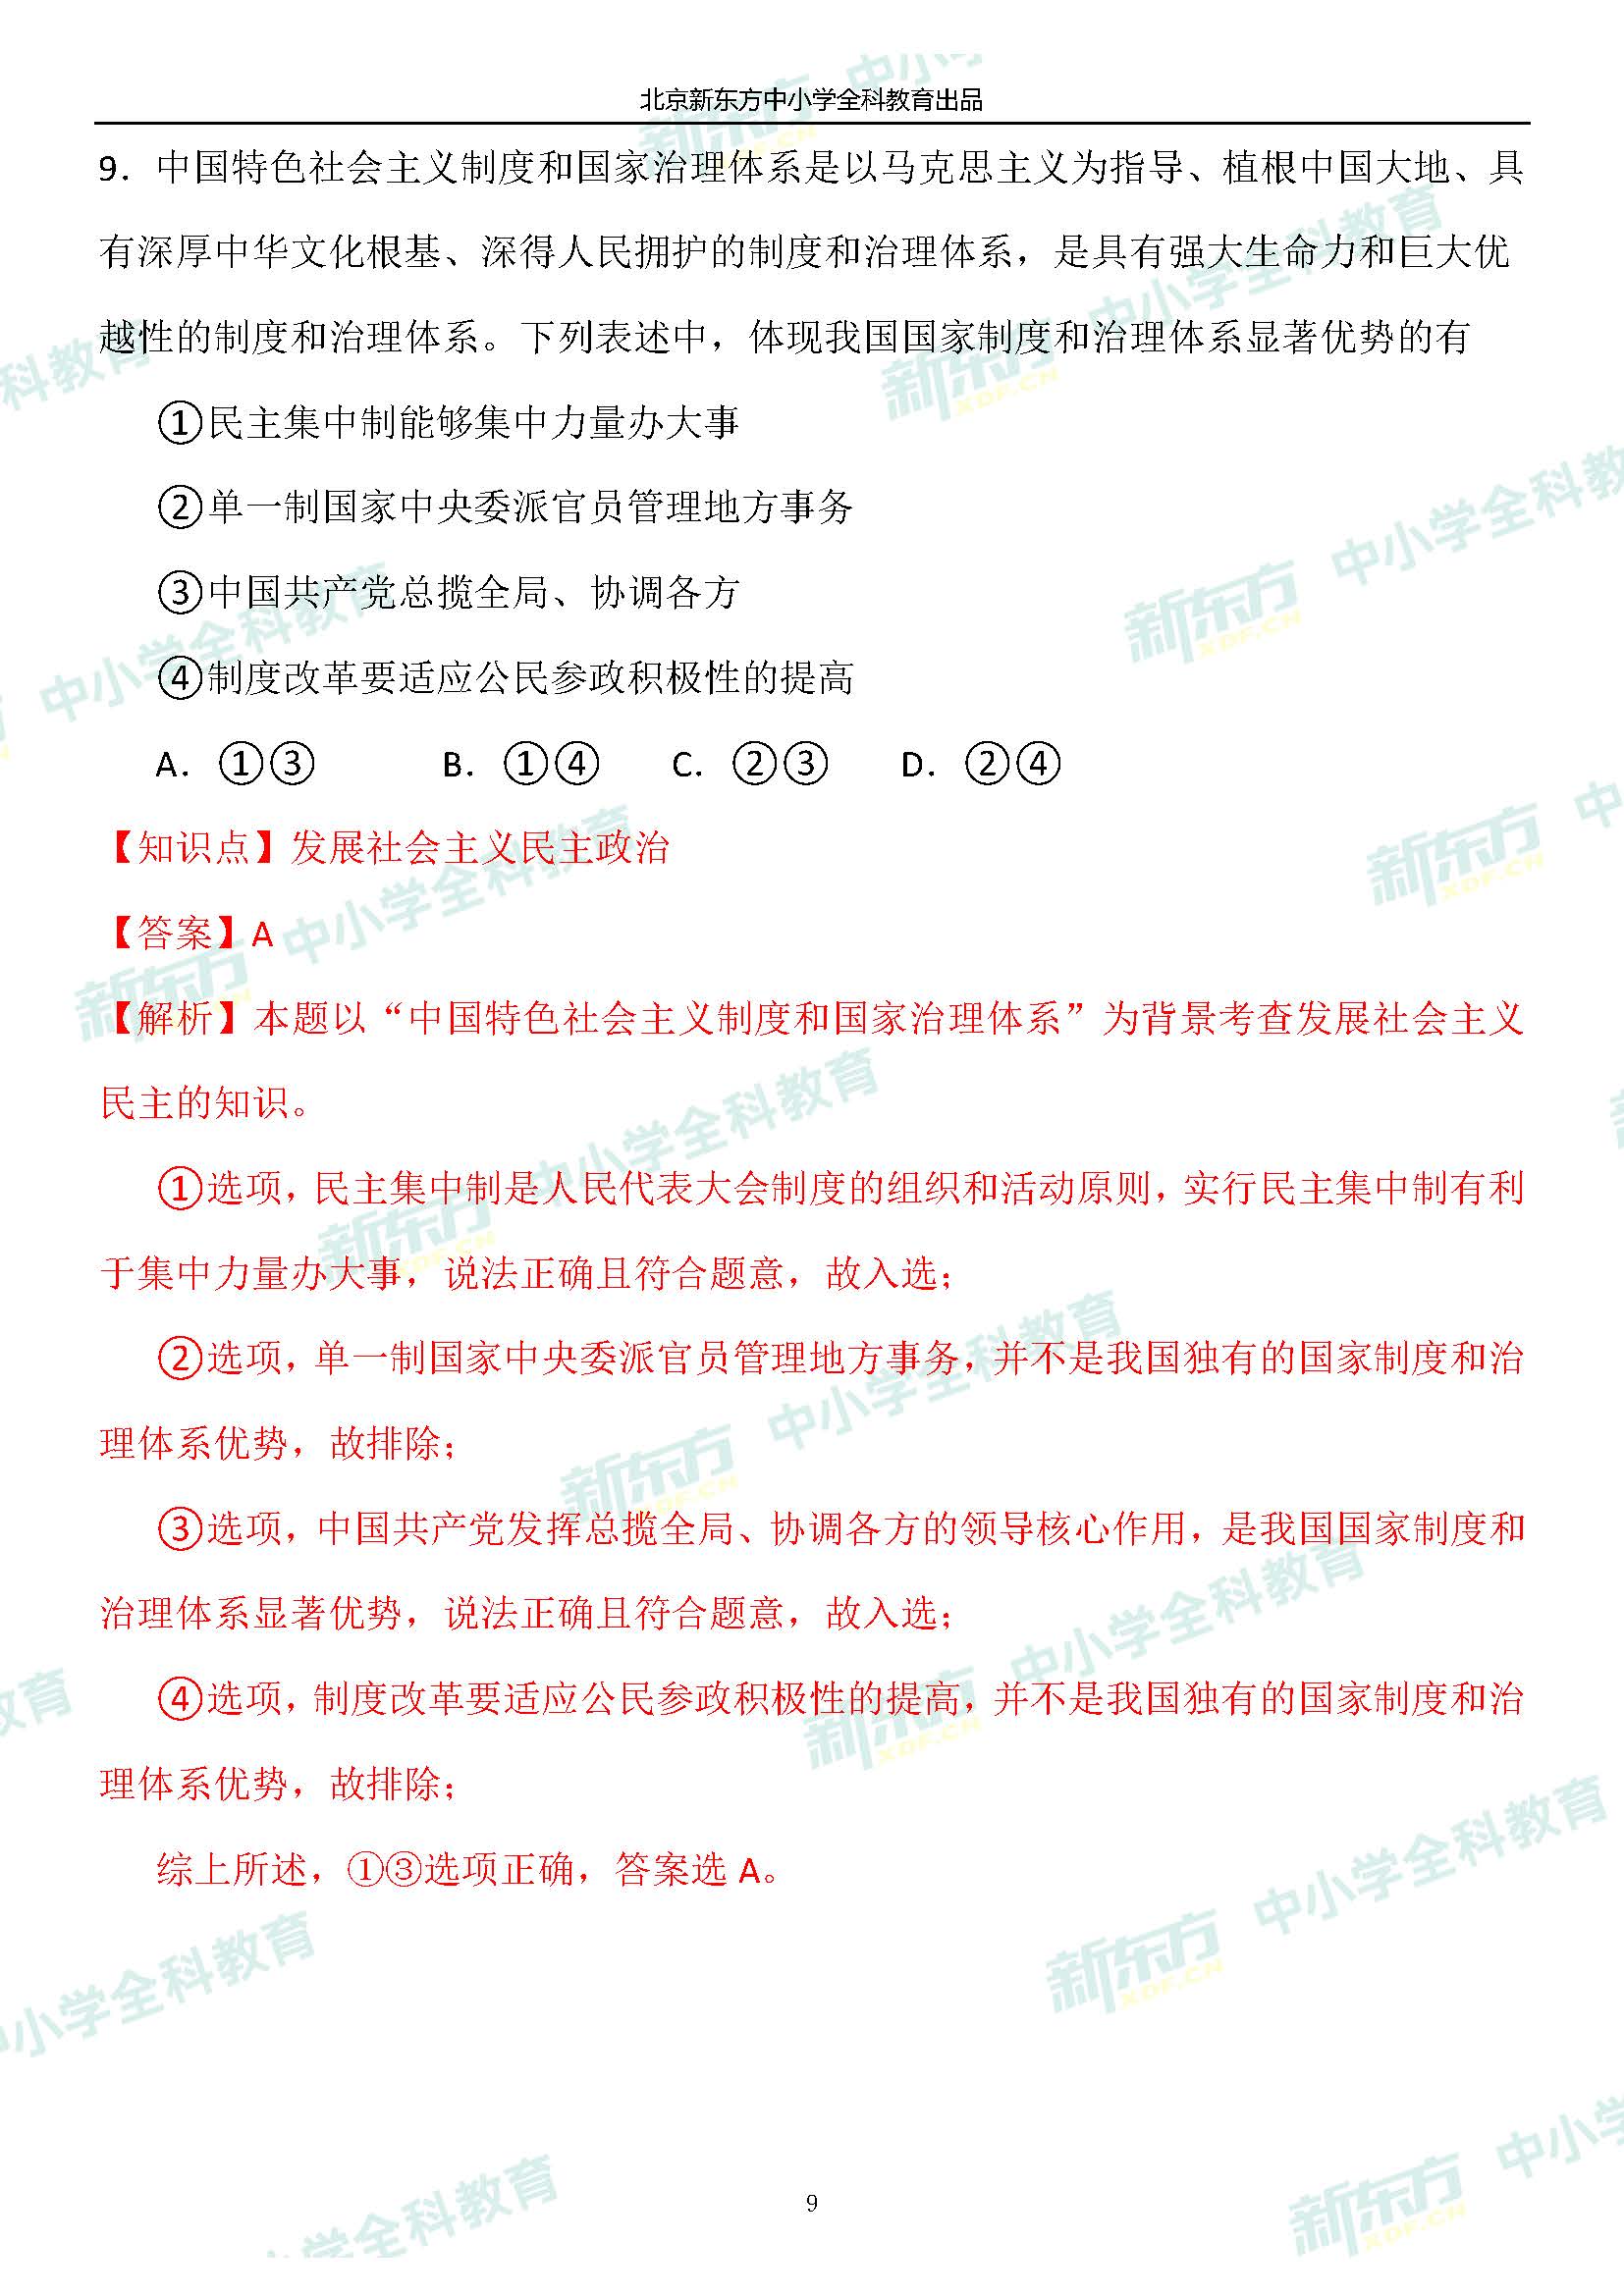 北京新东方中小学全科教育出品
9. 中国特色社会主义制度和国家治理体系是以马克思主义为指导、植根中国大地、具
有深厚中华文化根基、深得人民拥护的制度和治理体系，是具有强大生命力和巨大优
越性的制度和治理体系。下列表述中，体现我国国家制度和治理体系显著优势的有
①民主集中制能够集中力量办大事
②单一制国家中央委派官员管理地方事务
③中国共产党总揽全局、协调各方
④制度改革要适应公民参政积极性的提高
A. ①③ B. ①④ C. ②③ D. ②④
【知识点】发展社会主义民主政治
【答案】A
【解析】本题以“中国特色社会主义制度和国家治理体系”为背景考查发展社会主义
民主的知识。
①选项，民主集中制是人民代表大会制度的组织和活动原则，实行民主集中制有利
于集中力量办大事，说法正确且符合题意，故入选；
②选项，单一制国家中央委派官员管理地方事务，并不是我国独有的国家制度和治
理体系优势，故排除；
③选项，中国共产党发挥总揽全局、协调各方的领导核心作用，是我国国家制度和
治理体系显著优势，说法正确且符合题意，故入选；
④选项，制度改革要适应公民参政积极性的提高，并不是我国独有的国家制度和治
理体系优势，故排除；
综上所述，①③选项正确，答案选 A。
9
新东方 XDF.CN 中小学全科教育